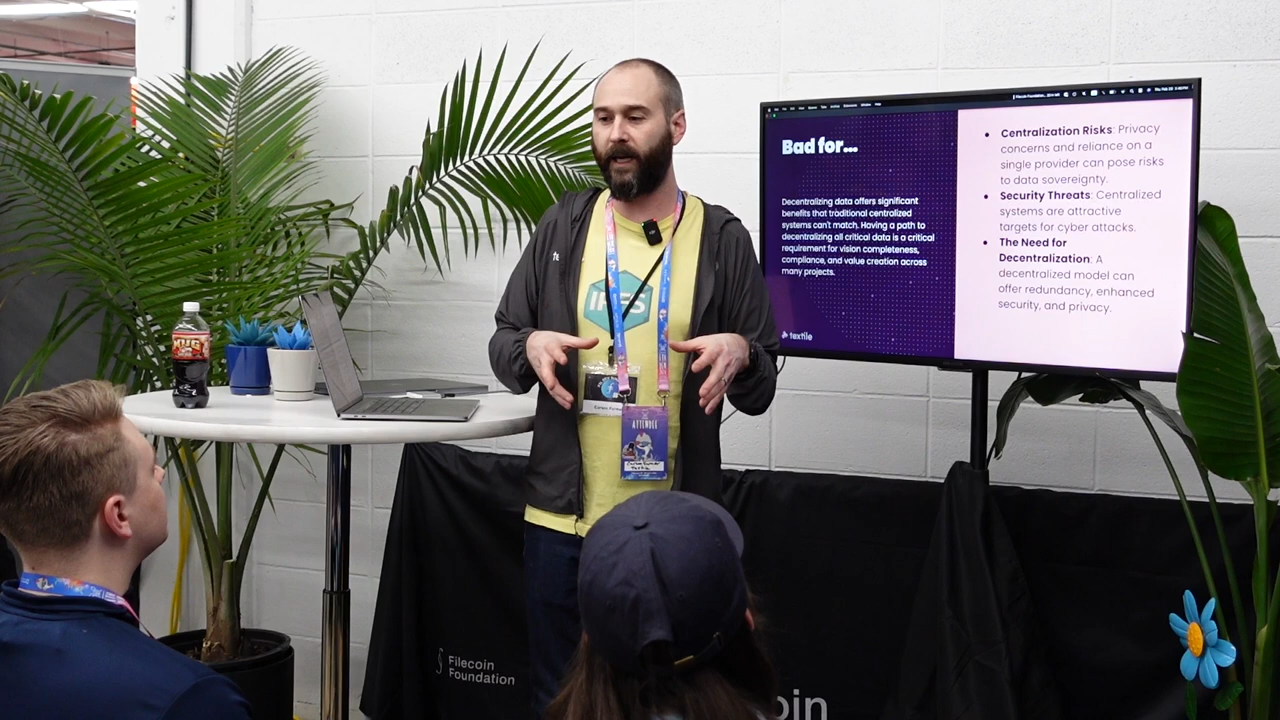 Bad for...
Decentralizing data offers significant
benefits that traditional centralized
systems can't match. Having a path to
decentralizing all critical data is a critical
requirement for vision completeness,
compliance, and value creation across
many projects.
textile
• Centralization Risks: Privacy
concerns and reliance on a
single provider can pose risks
to data sovereignty.
• Security Threats: Centralized
systems are attractive
targets for cyber attacks.
• The Need for
Decentralization: A
decentralized model can
offer redundancy, enhanced
security, and privacy.
IPFS
MUG
ATTENDEE
Filecoin
Foundation
oin